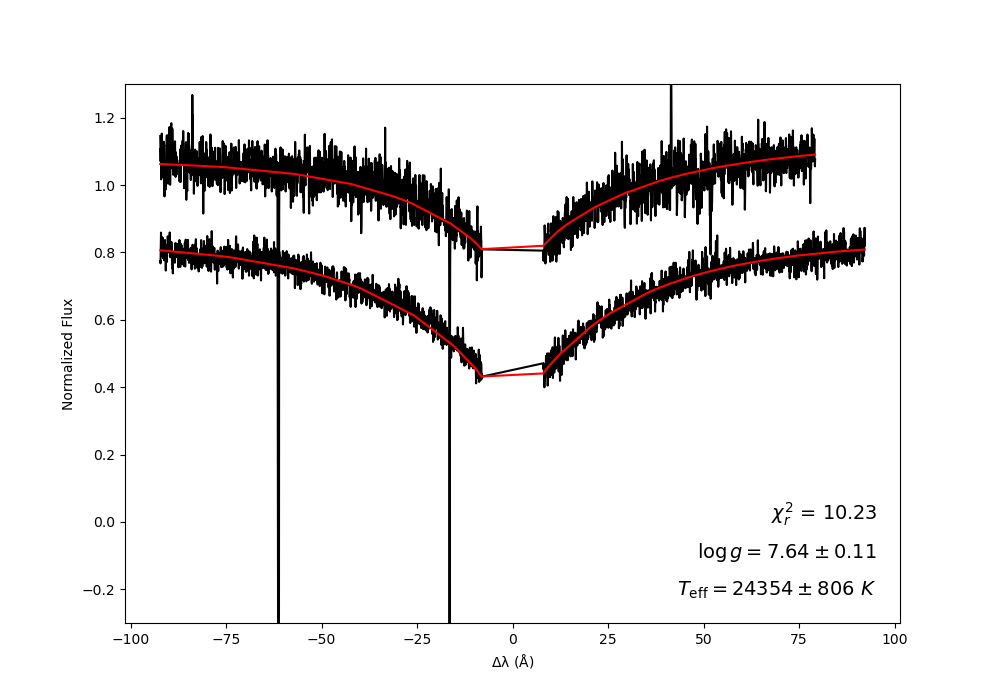 1.2
1.0
0.8
0.6
0.4
0.2
0.0
−0.2
Normalized Flux
χ²ᵣ = 10.23
log g = 7.64 ± 0.11
T_eff = 24354 ± 806 K
−100 −75 −50 −25 0 25 50 75 100
Δλ (Å)